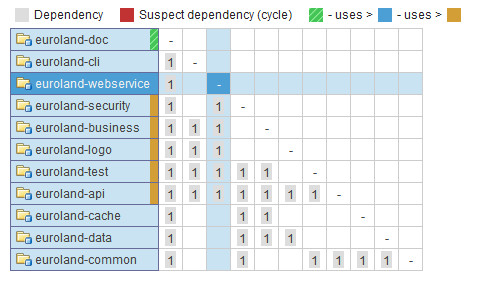 Dependency Suspect dependency (cycle) - uses > - uses >
euroland-doc -
euroland-cli 1 -
euroland-webservice 1 -
euroland-security 1 1 -
euroland-business 1 1 1 -
euroland-logo 1 1 1 -
euroland-test 1 1 1 1 1 -
euroland-api 1 1 1 1 1 1 1 -
euroland-cache 1 1 1 -
euroland-data 1 1 1 1 -
euroland-common 1 1 1 1 1 1 -